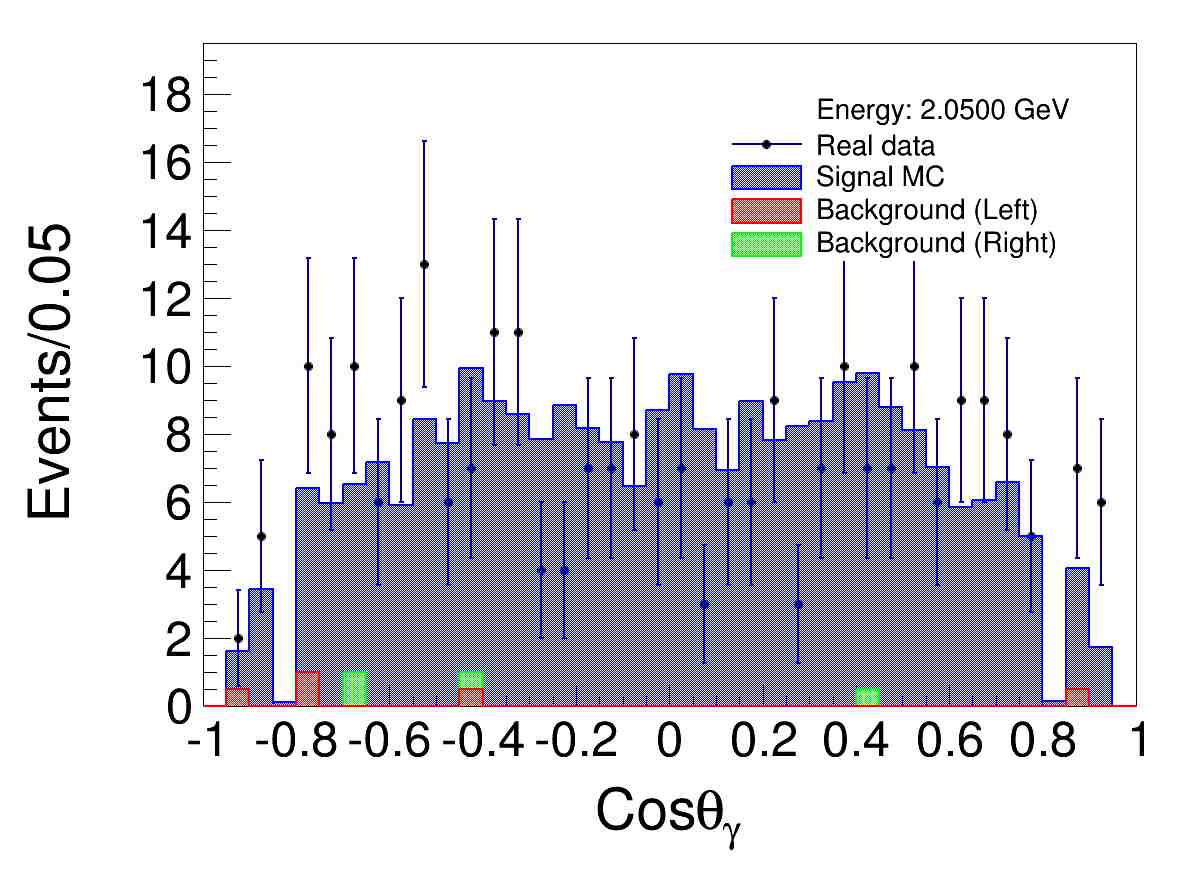 Energy: 2.0500 GeV
Real data
Signal MC
Background (Left)
Background (Right)
Events/0.05
18
16
14
12
10
8
6
4
2
0
-1 -0.8 -0.6 -0.4 -0.2 0 0.2 0.4 0.6 0.8 1
Cosθγ